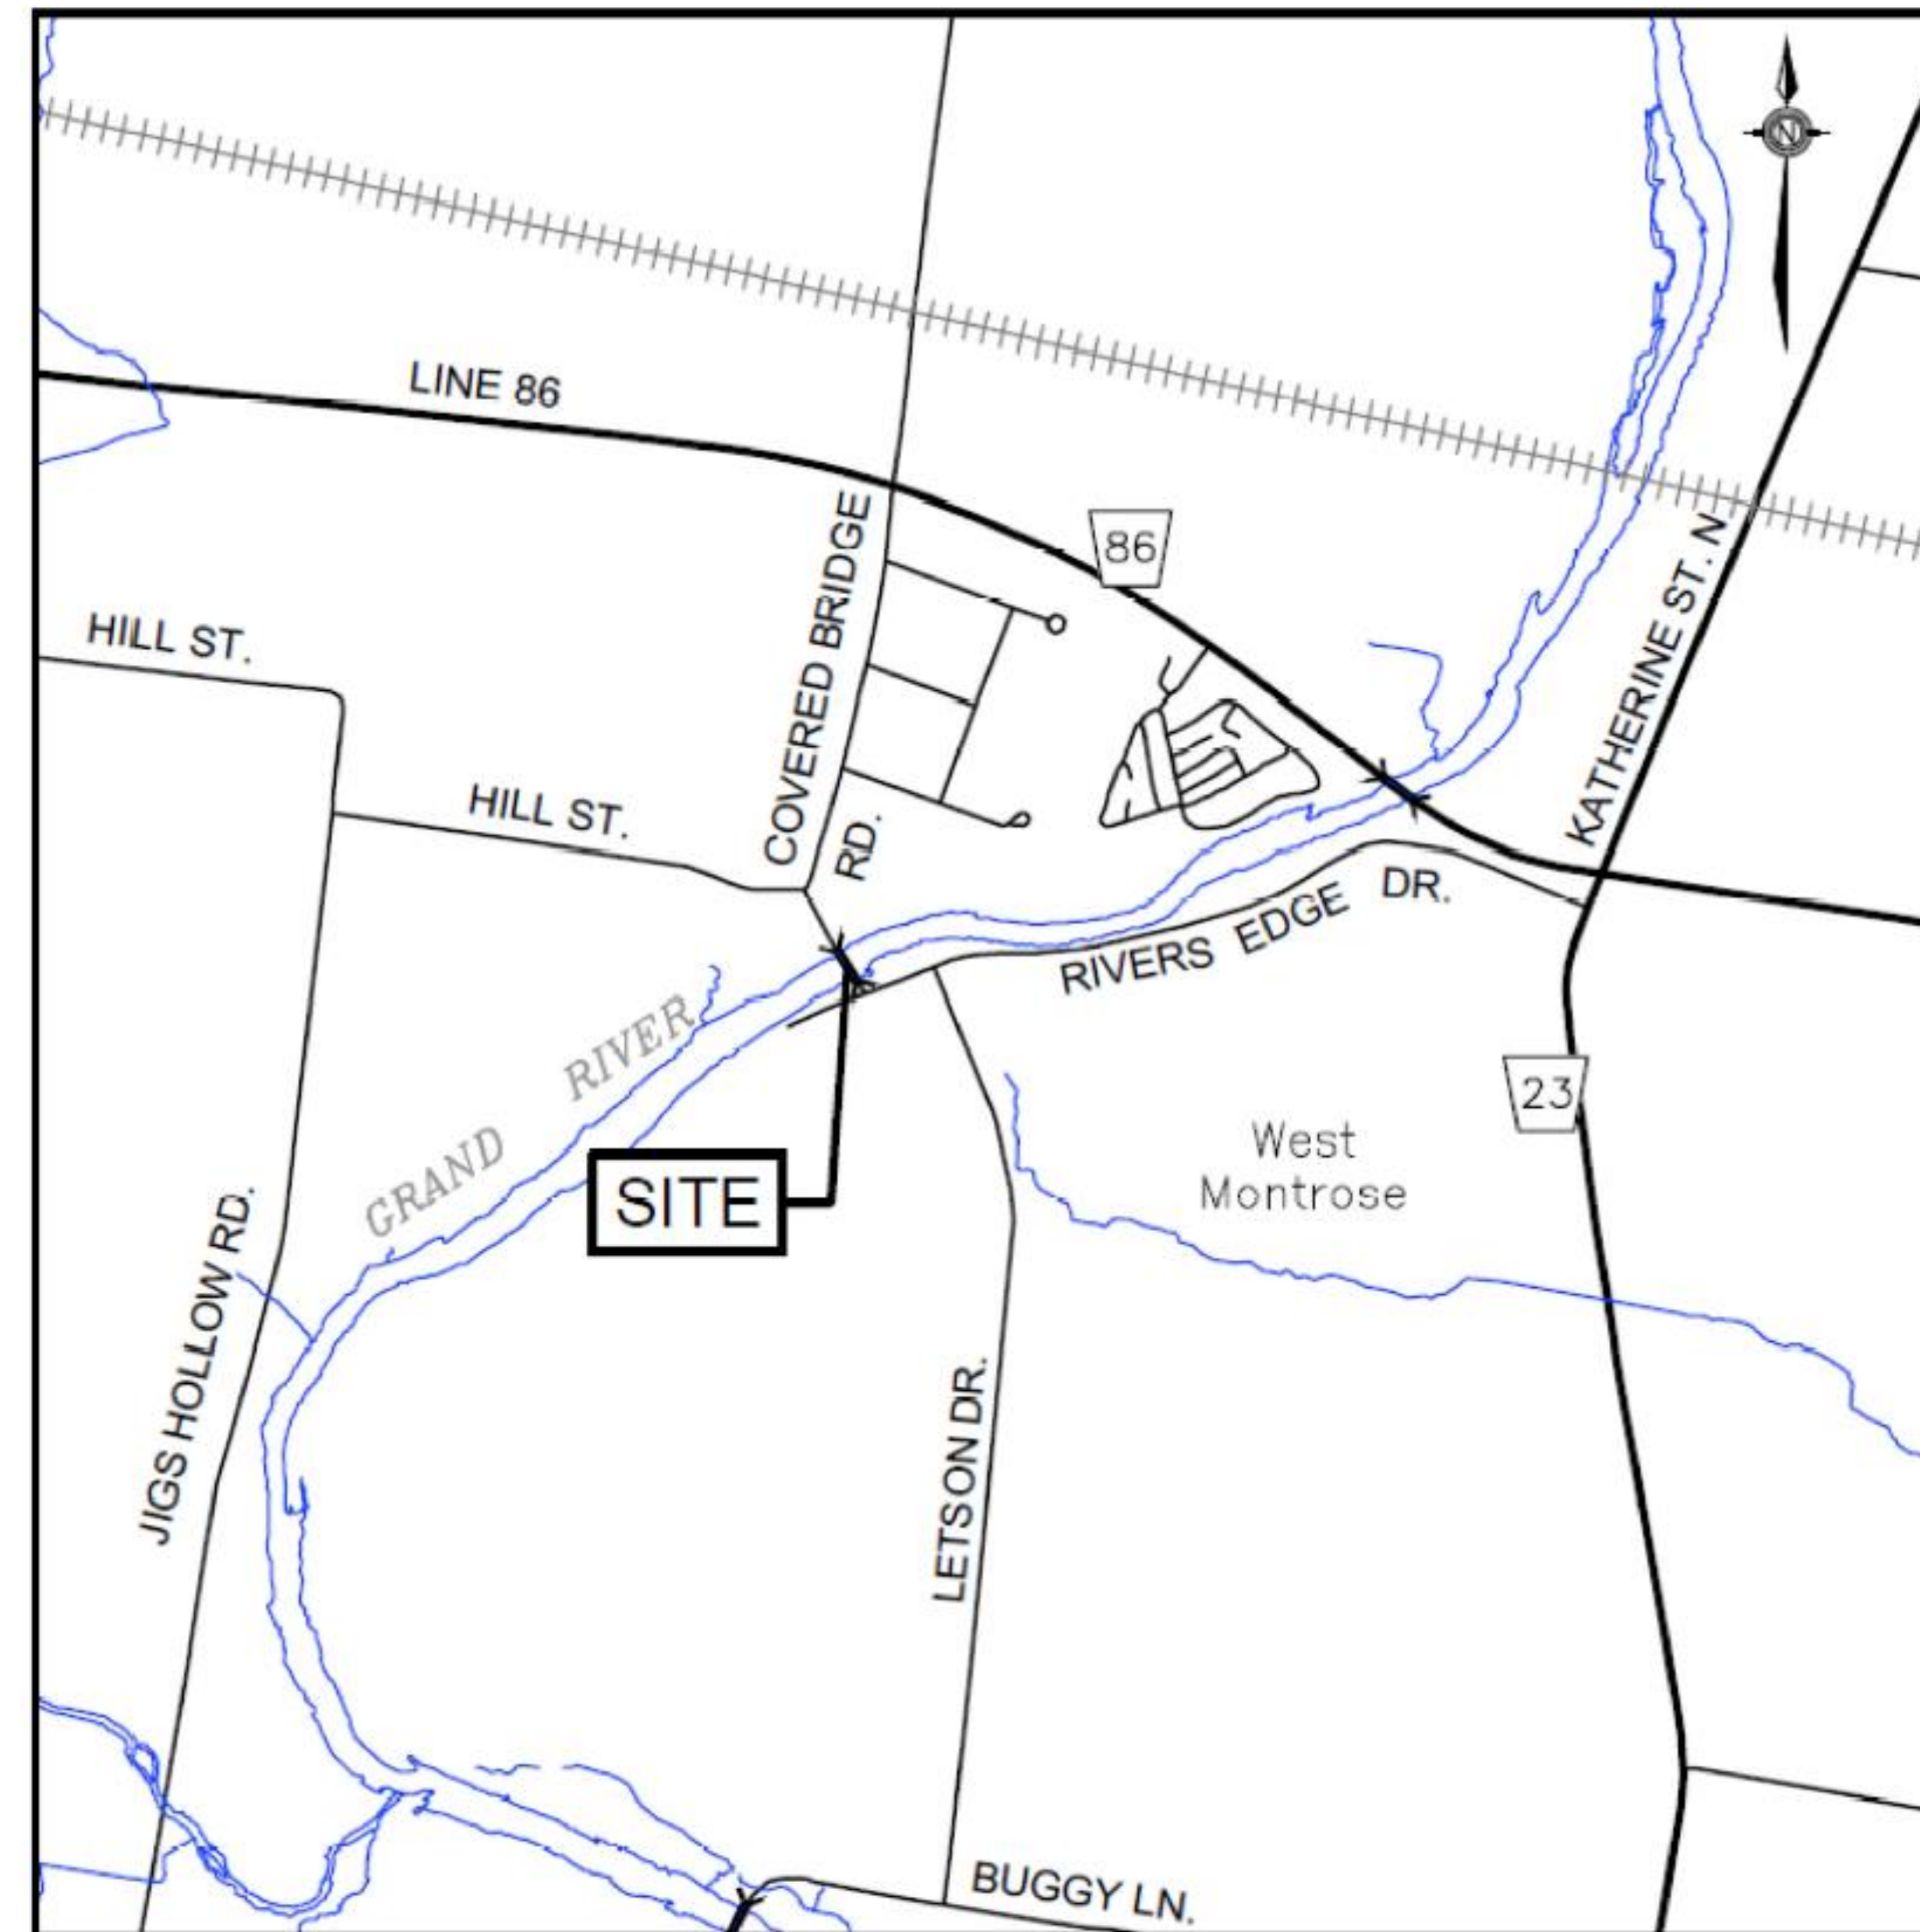 N
LINE 86
86
COVERED BRIDGE
RD.
KATHERINE ST. N
HILL ST.
HILL ST.
RIVERS EDGE DR.
GRAND RIVER
23
West
Montrose
SITE
JIGS HOLLOW RD.
LETSON DR.
BUGGY LN.